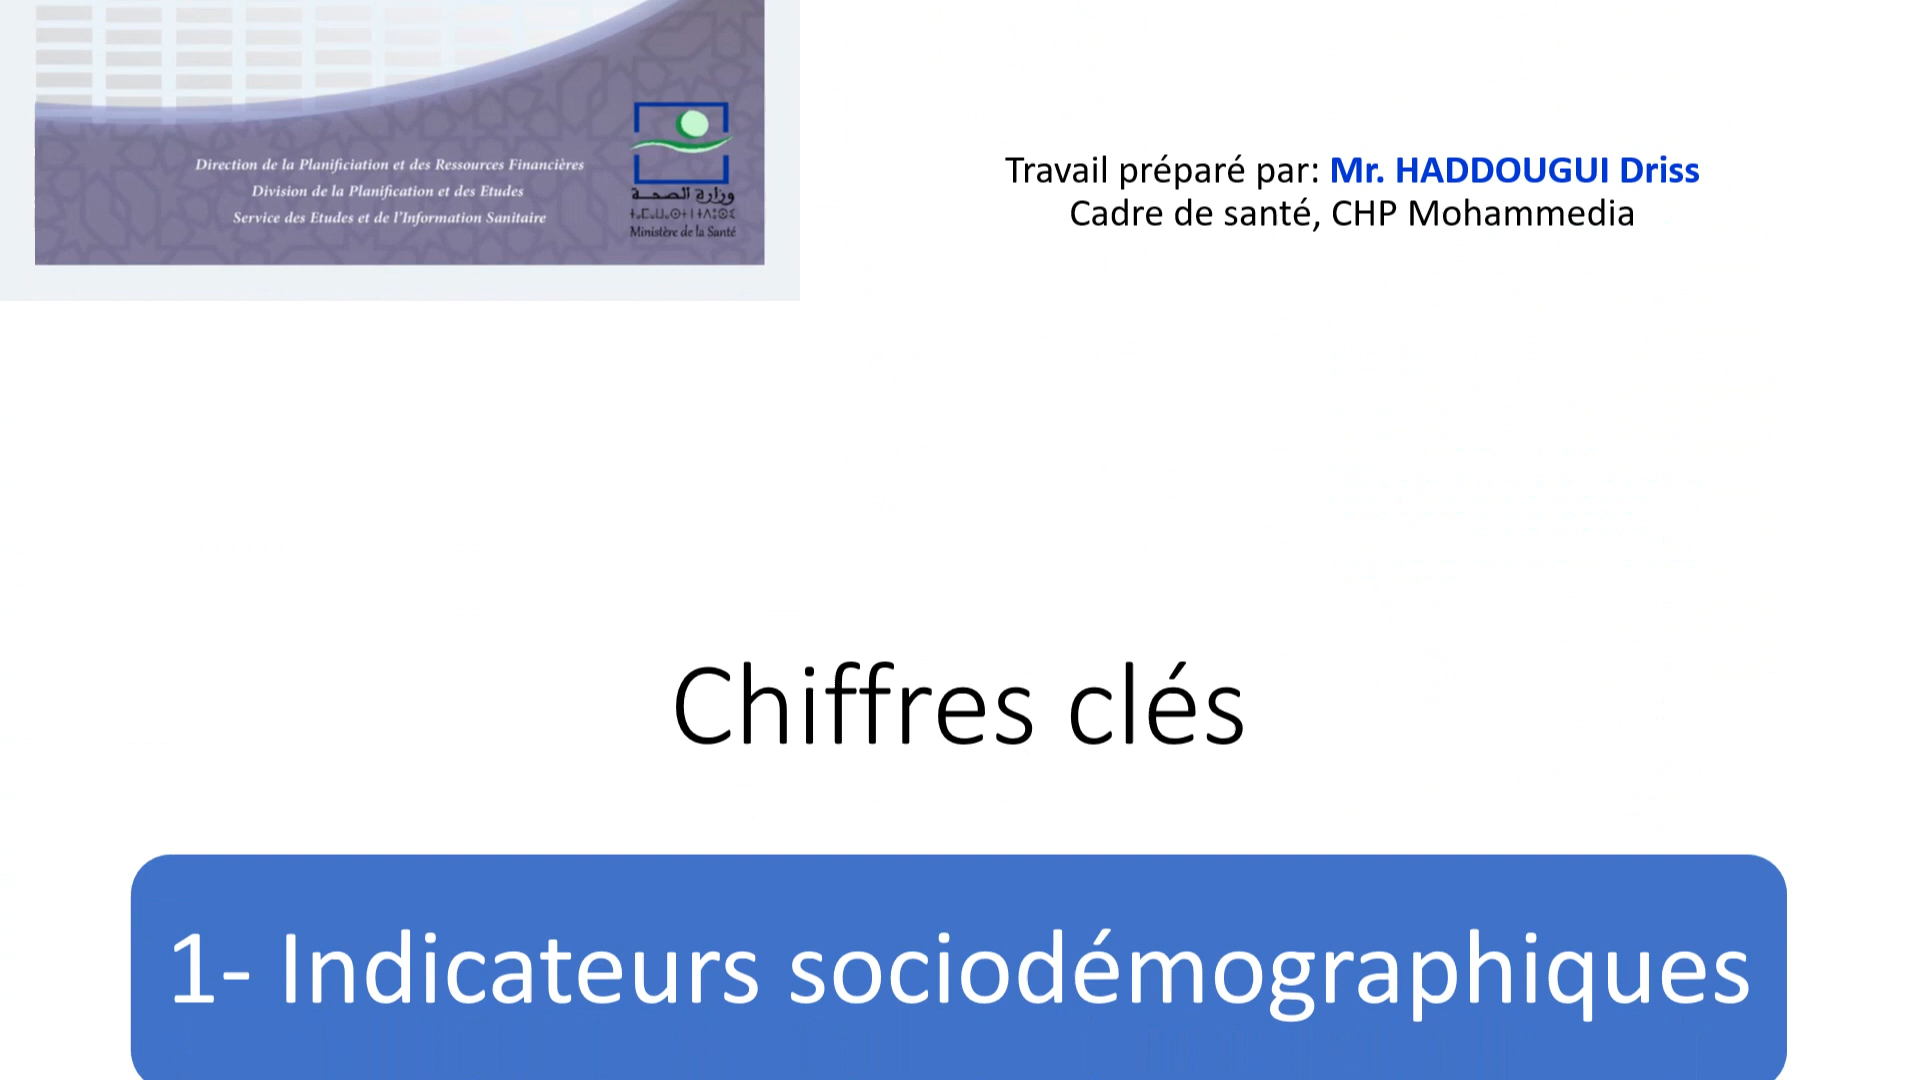 Direction de la Planificiation et des Ressources Financières
Division de la Planification et des Etudes
Service des Etudes et de l'Information Sanitaire
وزارة الصحة
Ministère de la Santé
Travail préparé par: Mr. HADDOUGUI Driss
Cadre de santé, CHP Mohammedia
Chiffres clés
1- Indicateurs sociodémographiques